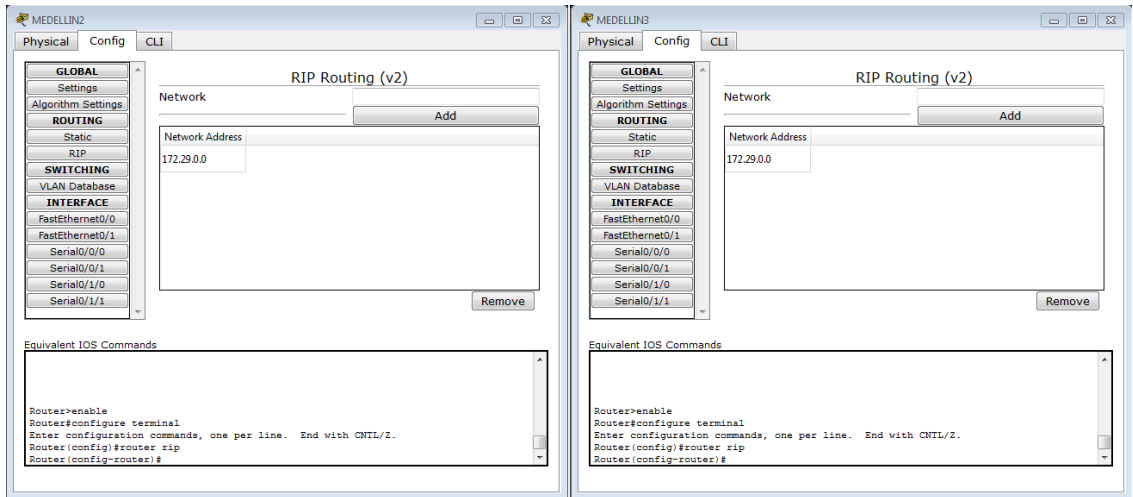 MEDELLIN2
Physical Config CLI
GLOBAL
Settings
Algorithm Settings
ROUTING
Static
RIP
SWITCHING
VLAN Database
INTERFACE
FastEthernet0/0
FastEthernet0/1
Serial0/0/0
Serial0/0/1
Serial0/1/0
Serial0/1/1
RIP Routing (v2)
Network
Add
Network Address
172.29.0.0
Remove
Equivalent IOS Commands
Router>enable
Router#configure terminal
Enter configuration commands, one per line.  End with CNTL/Z.
Router(config)#router rip
Router(config-router)#
MEDELLIN3
Physical Config CLI
GLOBAL
Settings
Algorithm Settings
ROUTING
Static
RIP
SWITCHING
VLAN Database
INTERFACE
FastEthernet0/0
FastEthernet0/1
Serial0/0/0
Serial0/0/1
Serial0/1/0
Serial0/1/1
RIP Routing (v2)
Network
Add
Network Address
172.29.0.0
Remove
Equivalent IOS Commands
Router>enable
Router#configure terminal
Enter configuration commands, one per line.  End with CNTL/Z.
Router(config)#router rip
Router(config-router)#